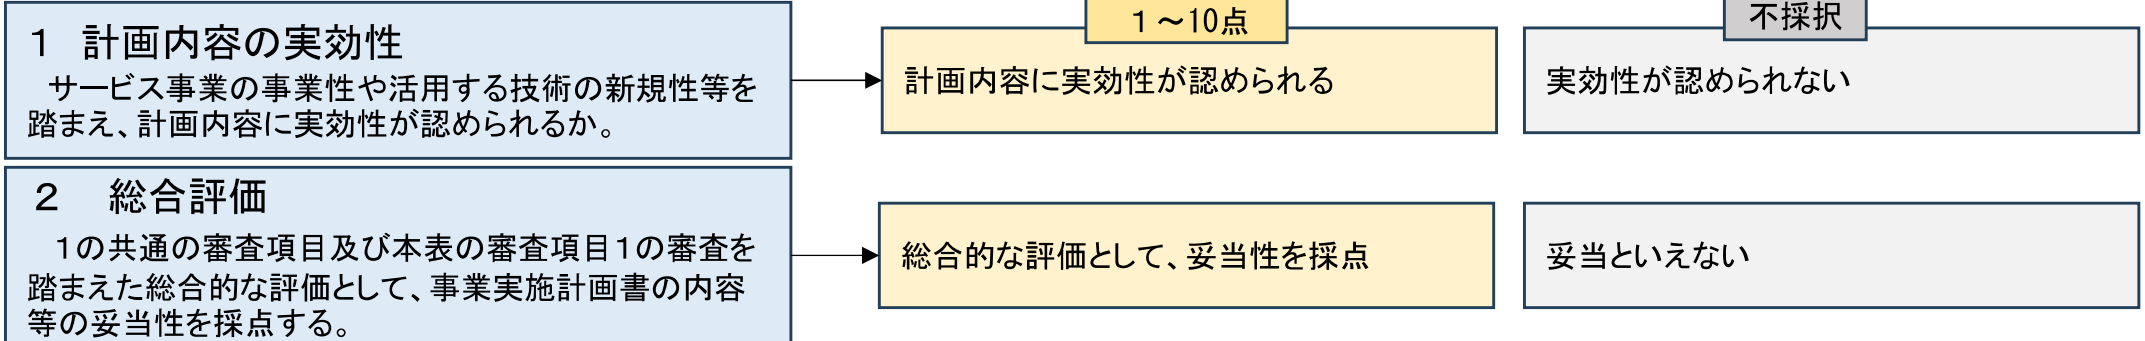 1～10点
不採択
1 計画内容の実効性
サービス事業の事業性や活用する技術の新規性等を
踏まえ、計画内容に実効性が認められるか。
計画内容に実効性が認められる
実効性が認められない
2 総合評価
1の共通の審査項目及び本表の審査項目1の審査を
踏まえた総合的な評価として、事業実施計画書の内容
等の妥当性を採点する。
総合的な評価として、妥当性を採点
妥当といえない